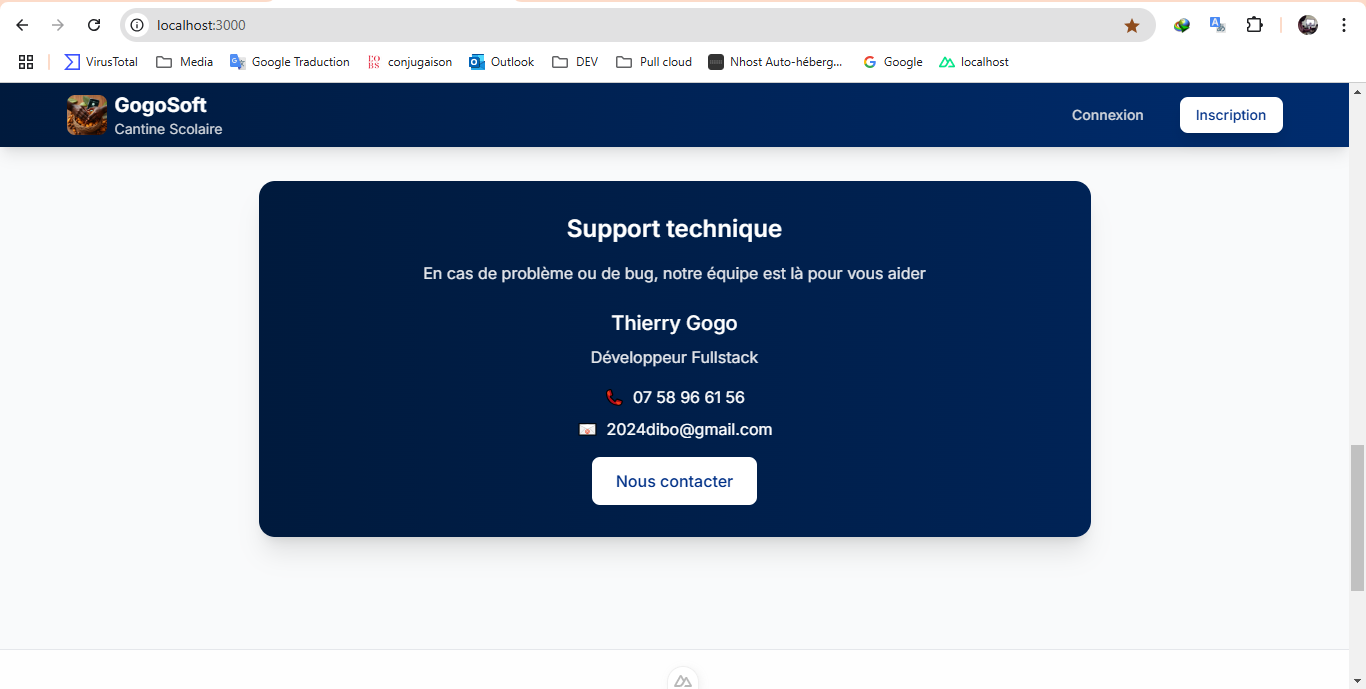 localhost:3000
VirusTotal Media Google Traduction conjugaison Outlook DEV Pull cloud Nhost Auto-héberg... Google localhost
GogoSoft
Cantine Scolaire
Connexion Inscription
Support technique
En cas de problème ou de bug, notre équipe est là pour vous aider
Thierry Gogo
Développeur Fullstack
07 58 96 61 56
2024dibo@gmail.com
Nous contacter